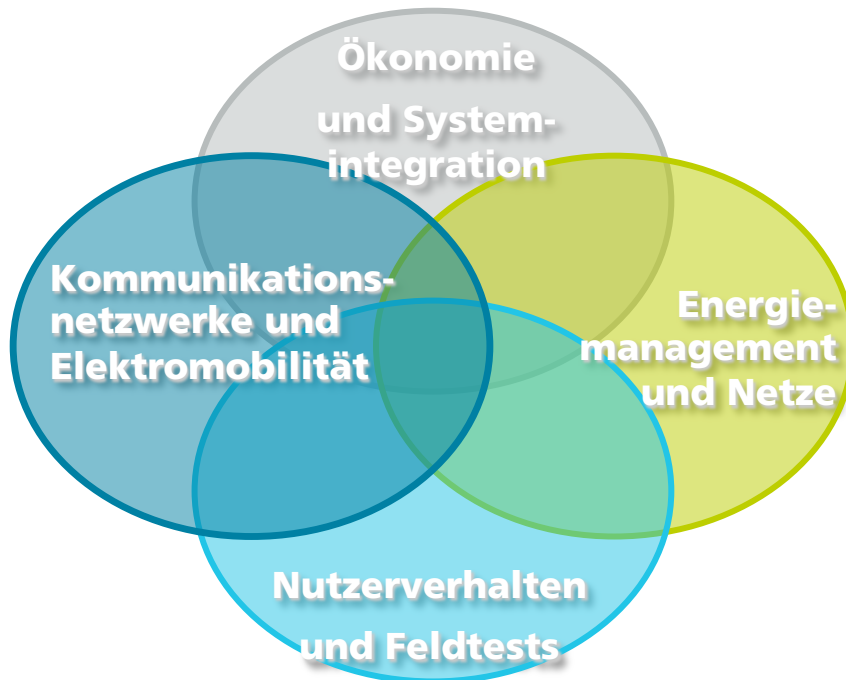 Ökonomie
und System-
integration
Kommunikations-
netzwerke und
Elektromobilität
Energie-
management
und Netze
Nutzerverhalten
und Feldtests